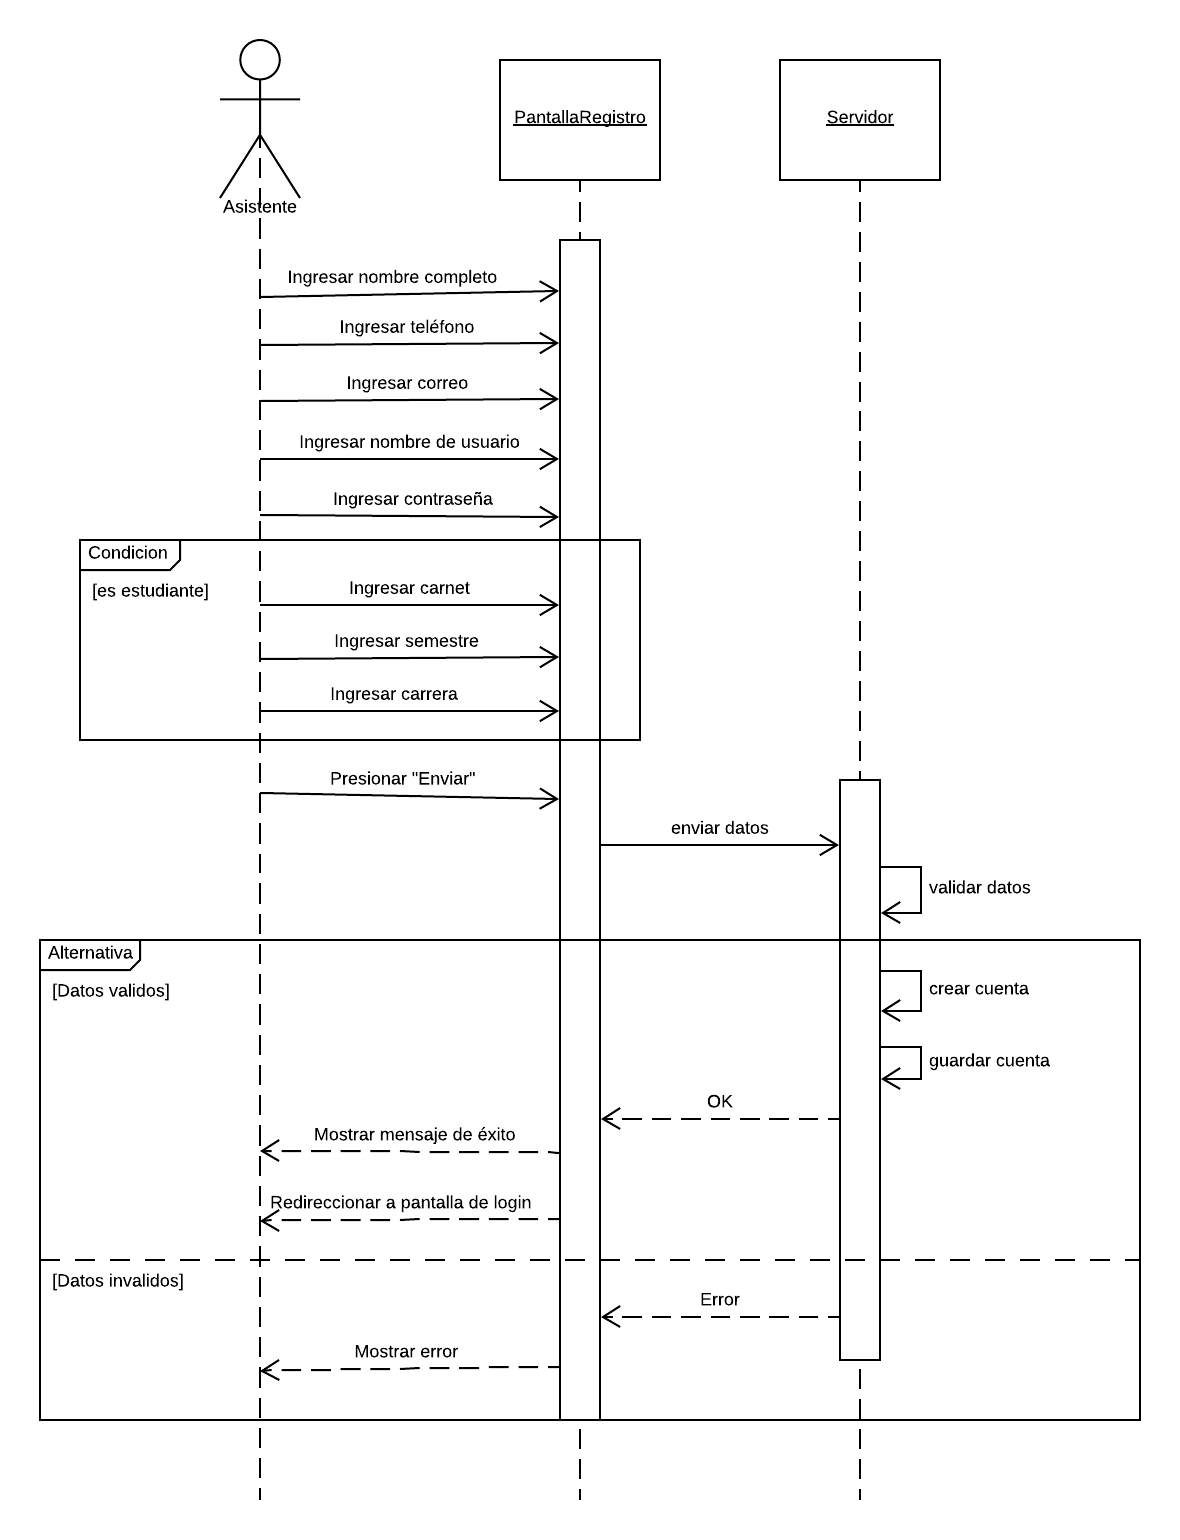 PantallaRegistro
Servidor
Asistente
Ingresar nombre completo
Ingresar teléfono
Ingresar correo
Ingresar nombre de usuario
Ingresar contraseña
Condicion
[es estudiante]
Ingresar carnet
Ingresar semestre
Ingresar carrera
Presionar "Enviar"
enviar datos
validar datos
Alternativa
[Datos validos]
crear cuenta
guardar cuenta
OK
Mostrar mensaje de éxito
Redireccionar a pantalla de login
[Datos invalidos]
Error
Mostrar error